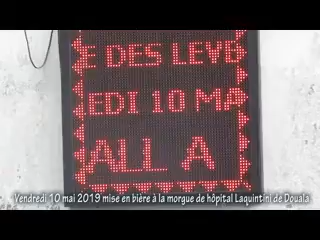 E DES LEVE
EDI 10 MA
ALL A
Vendredi 10 mai 2019 mise en bière à la morgue de hôpital Laquintini de Douala